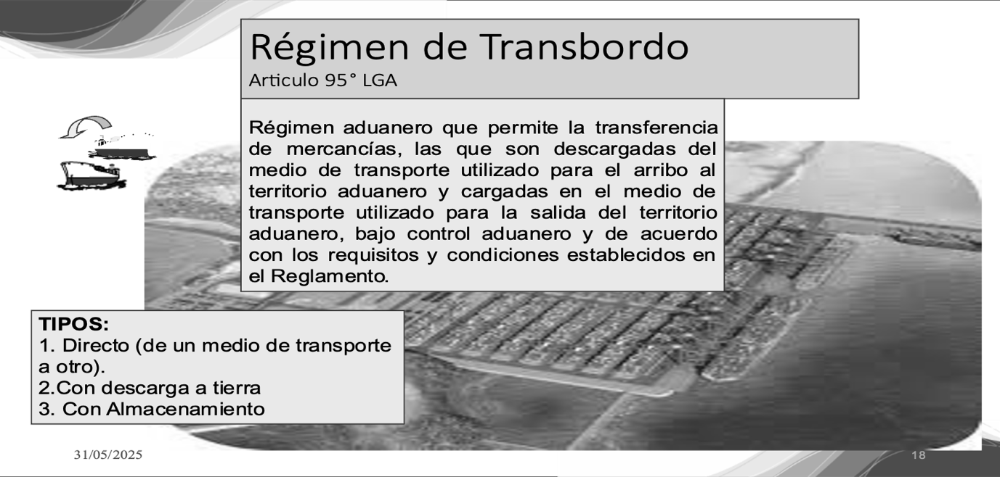 Régimen de Transbordo
Articulo 95° LGA
Régimen aduanero que permite la transferencia
de mercancías, las que son descargadas del
medio de transporte utilizado para el arribo al
territorio aduanero y cargadas en el medio de
transporte utilizado para la salida del territorio
aduanero, bajo control aduanero y de acuerdo
con los requisitos y condiciones establecidos en
el Reglamento.
TIPOS:
1. Directo (de un medio de transporte
a otro).
2.Con descarga a tierra
3. Con Almacenamiento
31/05/2025
18